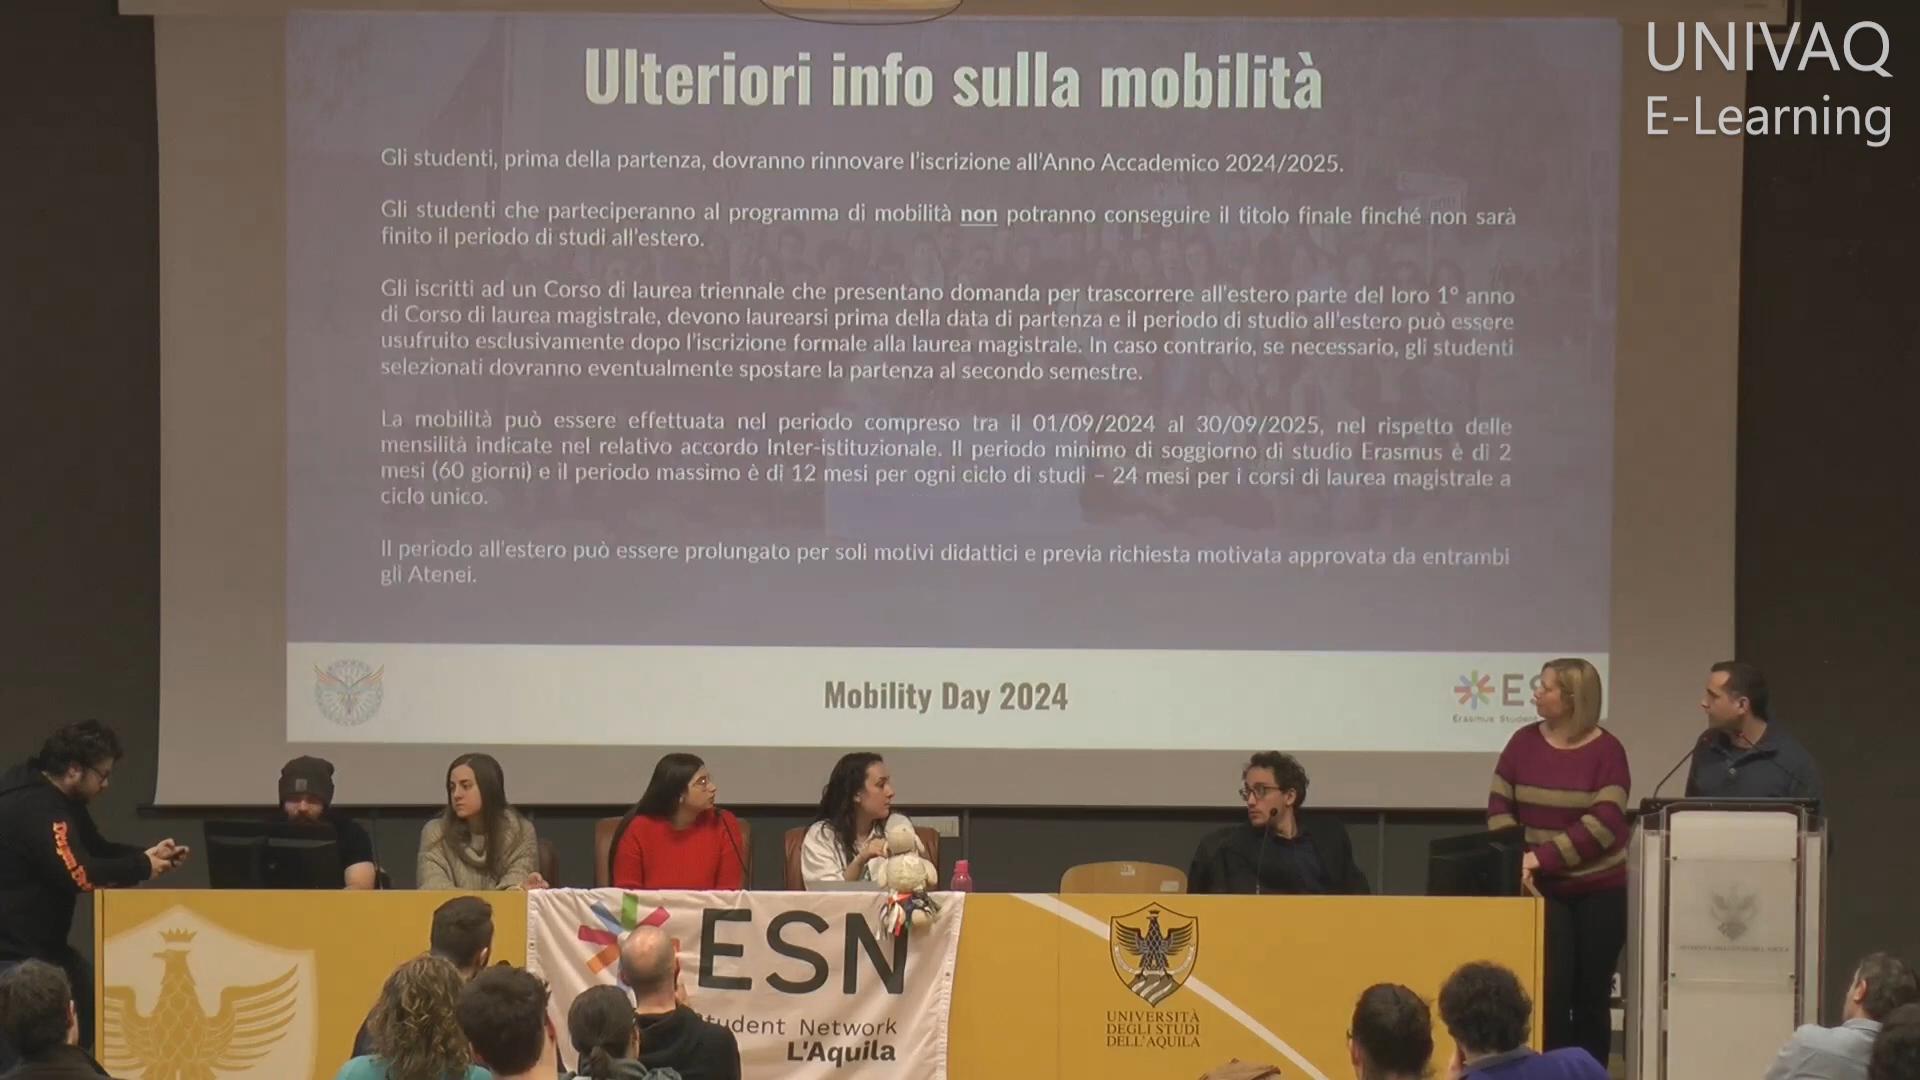 UNIVAQ
E-Learning
Ulteriori info sulla mobilità
Gli studenti, prima della partenza, dovranno rinnovare l'iscrizione all'Anno Accademico 2024/2025.
Gli studenti che parteciperanno al programma di mobilità non potranno conseguire il titolo finale finché non sarà
finito il periodo di studi all'estero.
Gli iscritti ad un Corso di laurea triennale che presentano domanda per trascorrere all'estero parte del loro 1° anno
di Corso di laurea magistrale, devono laurearsi prima della data di partenza e il periodo di studio all'estero può essere
usufruito esclusivamente dopo l'iscrizione formale alla laurea magistrale. In caso contrario, se necessario, gli studenti
selezionati dovranno eventualmente spostare la partenza al secondo semestre.
La mobilità può essere effettuata nel periodo compreso tra il 01/09/2024 al 30/09/2025, nel rispetto delle
mensilità indicate nel relativo accordo Inter-istituzionale. Il periodo minimo di soggiorno di studio Erasmus è di 2
mesi (60 giorni) e il periodo massimo è di 12 mesi per ogni ciclo di studi – 24 mesi per i corsi di laurea magistrale a
ciclo unico.
Il periodo all'estero può essere prolungato per soli motivi didattici e previa richiesta motivata approvata da entrambi
gli Atenei.
Mobility Day 2024
ES
Erasmus Student
ESN
Student Network
L'Aquila
UNIVERSITÀ
DEGLI STUDI
DELL'AQUILA